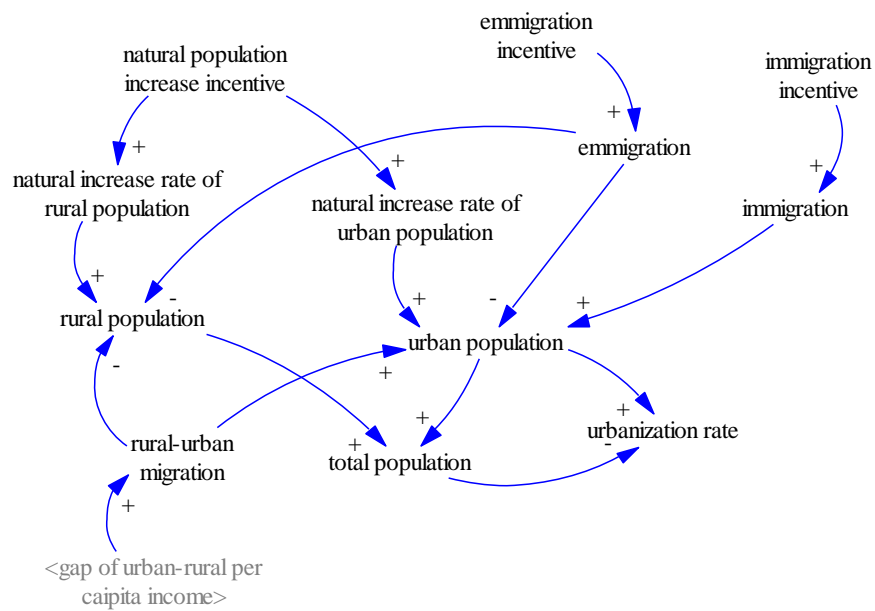 natural population
increase incentive
emmigration
incentive
immigration
incentive
+
+
+
+
emmigration
natural increase rate of
rural population
natural increase rate of
urban population
immigration
+
-
+
-
+
rural population
urban population
-
+
+
+
+
-
urbanization rate
rural-urban
migration
total population
+
<gap of urban-rural per
caipita income>